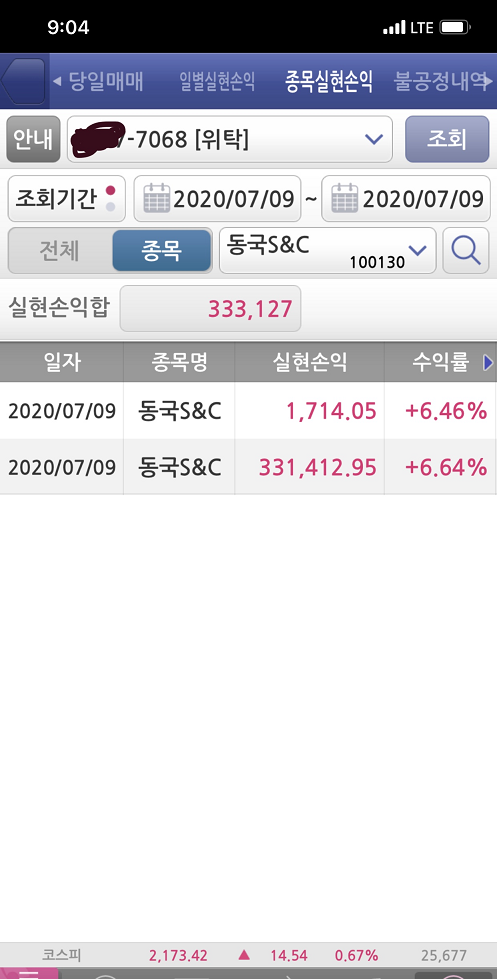 9:04 LTE
당일매매 일별실현손익 종목실현손익 불공정내역
안내 7-7068 [위탁] 조회
조회기간 2020/07/09 ~ 2020/07/09
전체 종목 동국S&C 100130
실현손익합 333,127
일자 종목명 실현손익 수익률
2020/07/09 동국S&C 1,714.05 +6.46%
2020/07/09 동국S&C 331,412.95 +6.64%
코스피 2,173.42 ▲ 14.54 0.67% 25,677